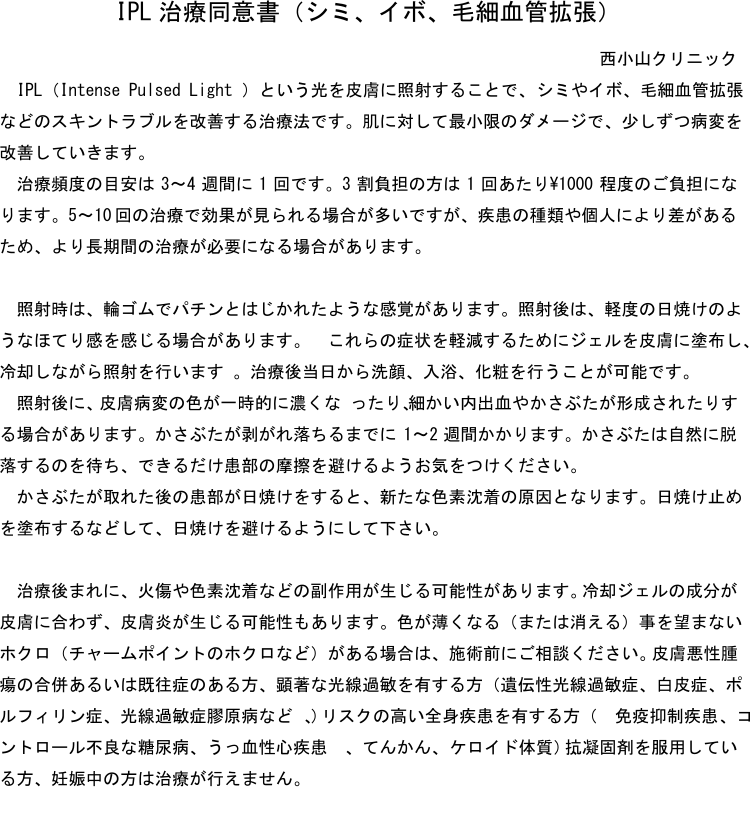 IPL 治療同意書（シミ、イボ、毛細血管拡張）
西小山クリニック
IPL（Intense Pulsed Light ）という光を皮膚に照射することで、シミやイボ、毛細血管拡張
などのスキントラブルを改善する治療法です。肌に対して最小限のダメージで、少しずつ病変を
改善していきます。
治療頻度の目安は 3～4 週間に 1 回です。3 割負担の方は 1 回あたり¥1000 程度のご負担にな
ります。5～10 回の治療で効果が見られる場合が多いですが、疾患の種類や個人により差がある
ため、より長期間の治療が必要になる場合があります。
照射時は、輪ゴムでパチンとはじかれたような感覚があります。照射後は、軽度の日焼けのよ
うなほてり感を感じる場合があります。　これらの症状を軽減するためにジェルを皮膚に塗布し、
冷却しながら照射を行います 。治療後当日から洗顔、入浴、化粧を行うことが可能です。
照射後に、皮膚病変の色が一時的に濃くな ったり、細かい内出血やかさぶたが形成されたりす
る場合があります。かさぶたが剥がれ落ちるまでに 1～2 週間かかります。かさぶたは自然に脱
落するのを待ち、できるだけ患部の摩擦を避けるようお気をつけください。
かさぶたが取れた後の患部が日焼けをすると、新たな色素沈着の原因となります。日焼け止め
を塗布するなどして、日焼けを避けるようにして下さい。
治療後まれに、火傷や色素沈着などの副作用が生じる可能性があります。冷却ジェルの成分が
皮膚に合わず、皮膚炎が生じる可能性もあります。色が薄くなる（または消える）事を望まない
ホクロ（チャームポイントのホクロなど）がある場合は、施術前にご相談ください。皮膚悪性腫
瘍の合併あるいは既往症のある方、顕著な光線過敏を有する方（遺伝性光線過敏症、白皮症、ポ
ルフィリン症、光線過敏症膠原病など 、）リスクの高い全身疾患を有する方（　免疫抑制疾患、コ
ントロール不良な糖尿病、うっ血性心疾患　、てんかん、ケロイド体質）抗凝固剤を服用してい
る方、妊娠中の方は治療が行えません。